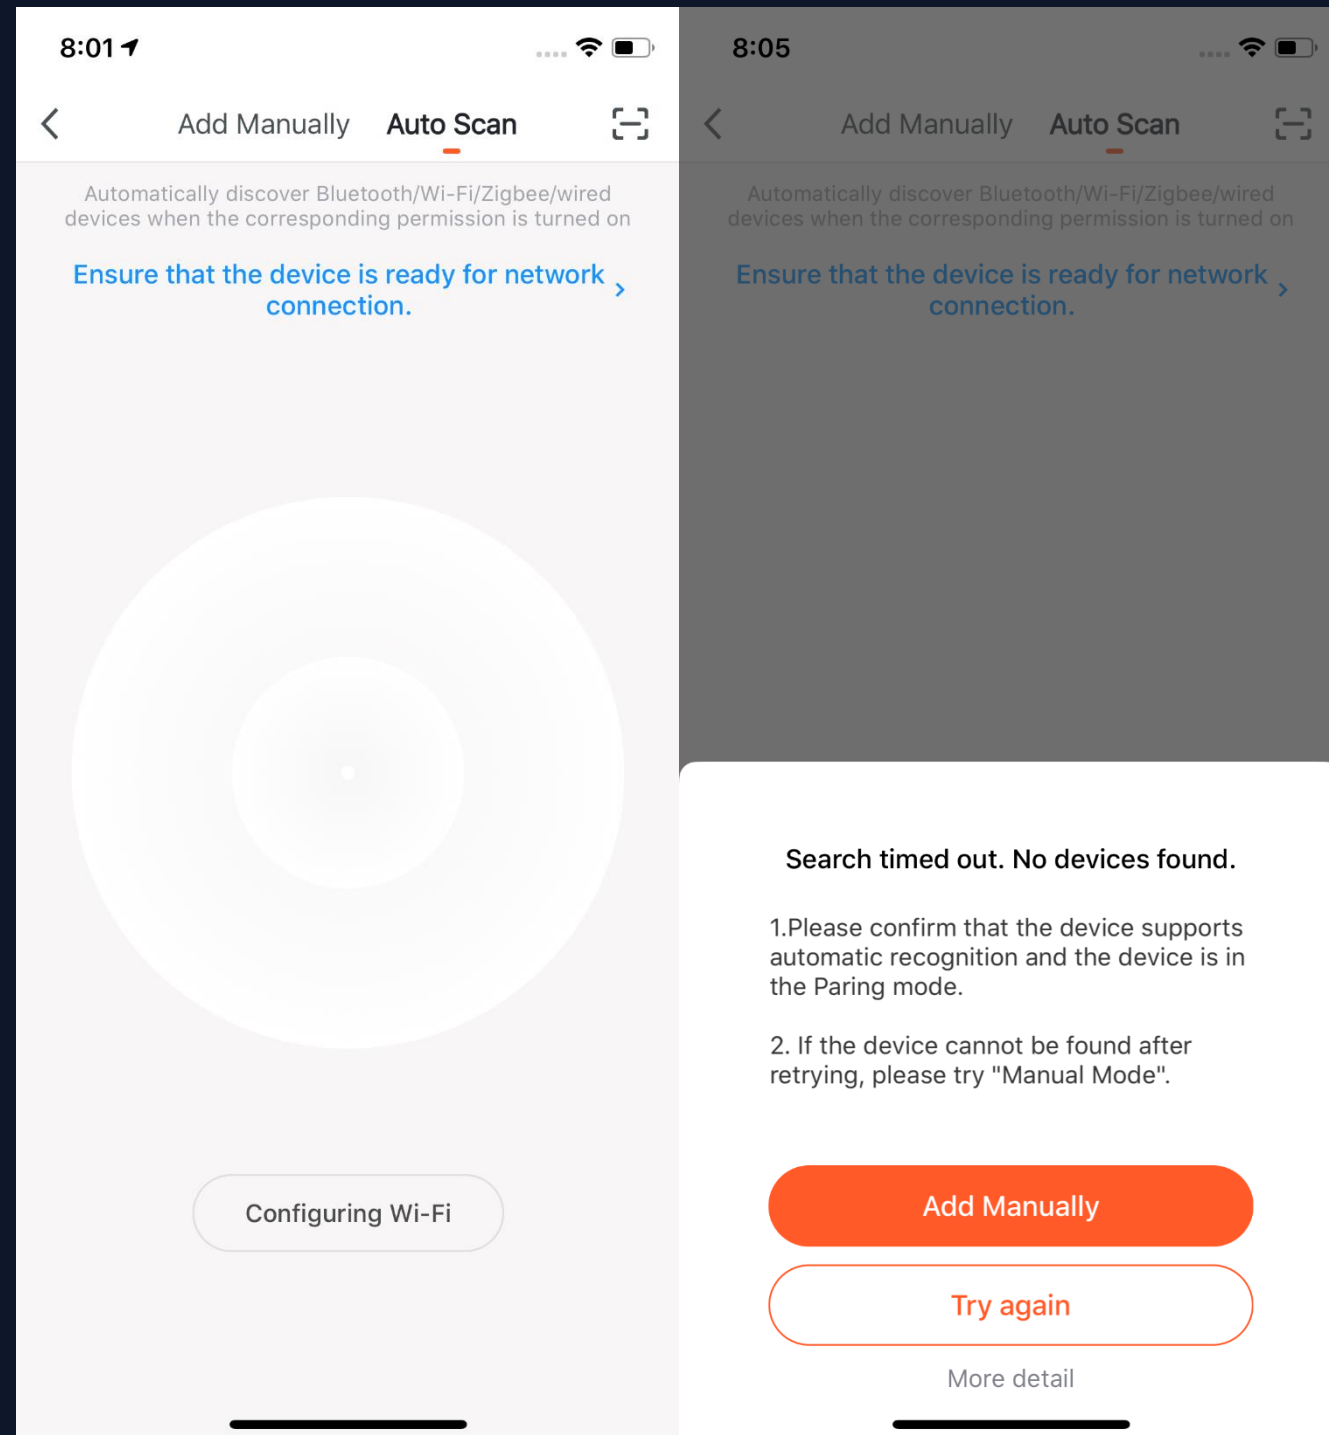 8:01
Add Manually Auto Scan
Automatically discover Bluetooth/Wi-Fi/Zigbee/wired
devices when the corresponding permission is turned on
Ensure that the device is ready for network
connection.
Configuring Wi-Fi
8:05
Add Manually Auto Scan
Automatically discover Bluetooth/Wi-Fi/Zigbee/wired
devices when the corresponding permission is turned on
Ensure that the device is ready for network
connection.
Search timed out. No devices found.
1.Please confirm that the device supports
automatic recognition and the device is in
the Paring mode.
2. If the device cannot be found after
retrying, please try "Manual Mode".
Add Manually
Try again
More detail